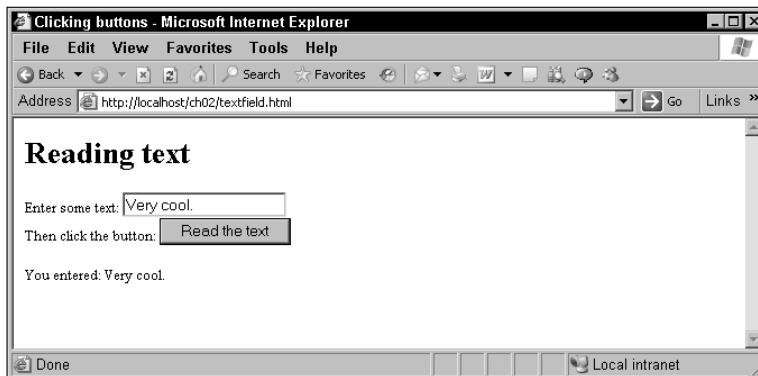 Clicking buttons - Microsoft Internet Explorer
File Edit View Favorites Tools Help
Back Search Favorites W
Address http://localhost/ch02/textfield.html Go Links »
Reading text
Enter some text: Very cool.
Then click the button: Read the text
You entered: Very cool.
Done Local intranet